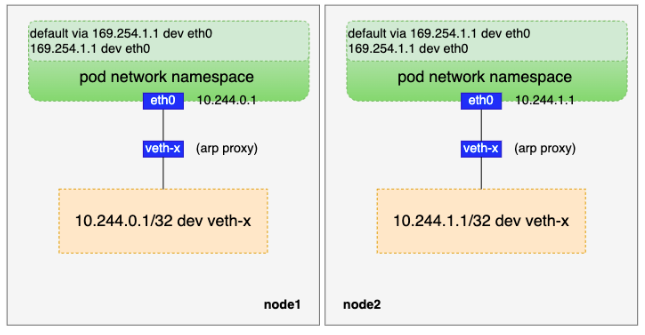 default via 169.254.1.1 dev eth0
169.254.1.1 dev eth0
pod network namespace
eth0
10.244.0.1
veth-x
(arp proxy)
10.244.0.1/32 dev veth-x
node1
default via 169.254.1.1 dev eth0
169.254.1.1 dev eth0
pod network namespace
eth0
10.244.1.1
veth-x
(arp proxy)
10.244.1.1/32 dev veth-x
node2